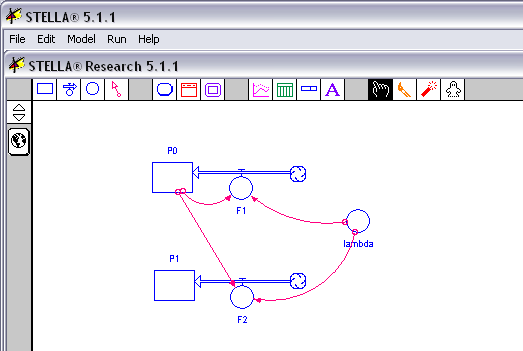 STELLA® 5.1.1
File Edit Model Run Help
STELLA® Research 5.1.1
A
P0
F1
lambda
P1
F2